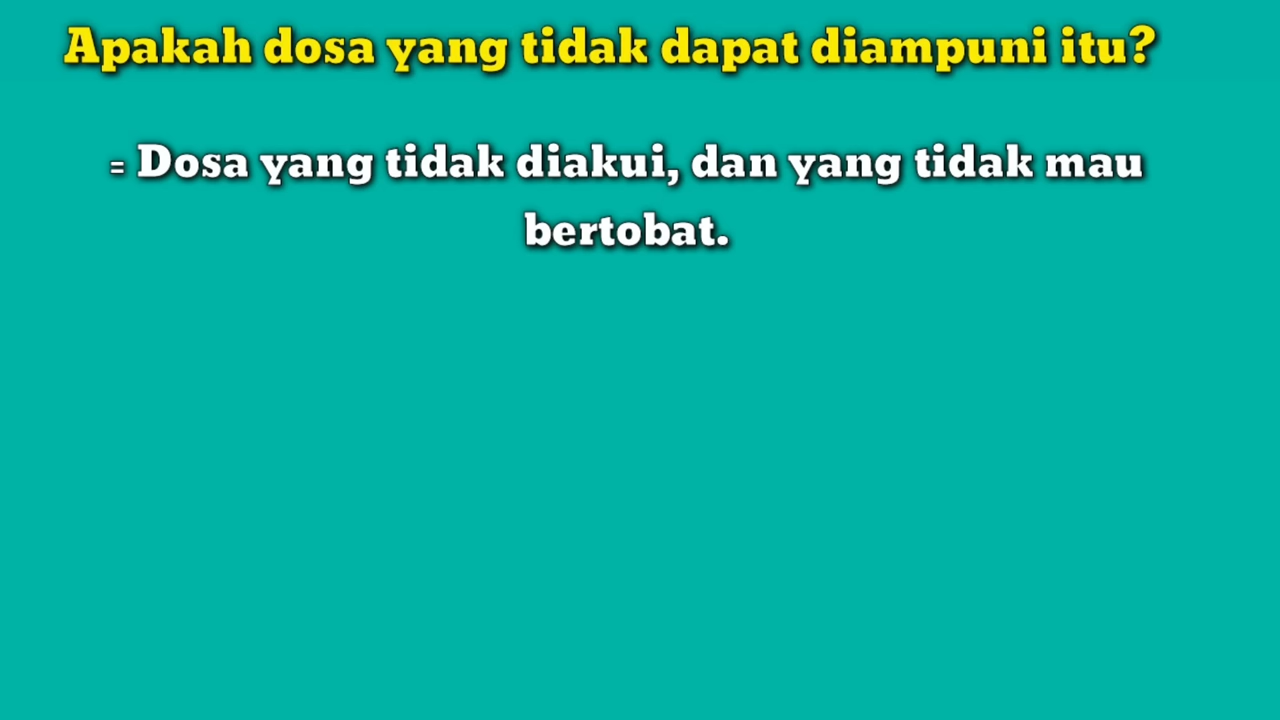 Apakah dosa yang tidak dapat diampuni itu?
= Dosa yang tidak diakui, dan yang tidak mau
bertobat.